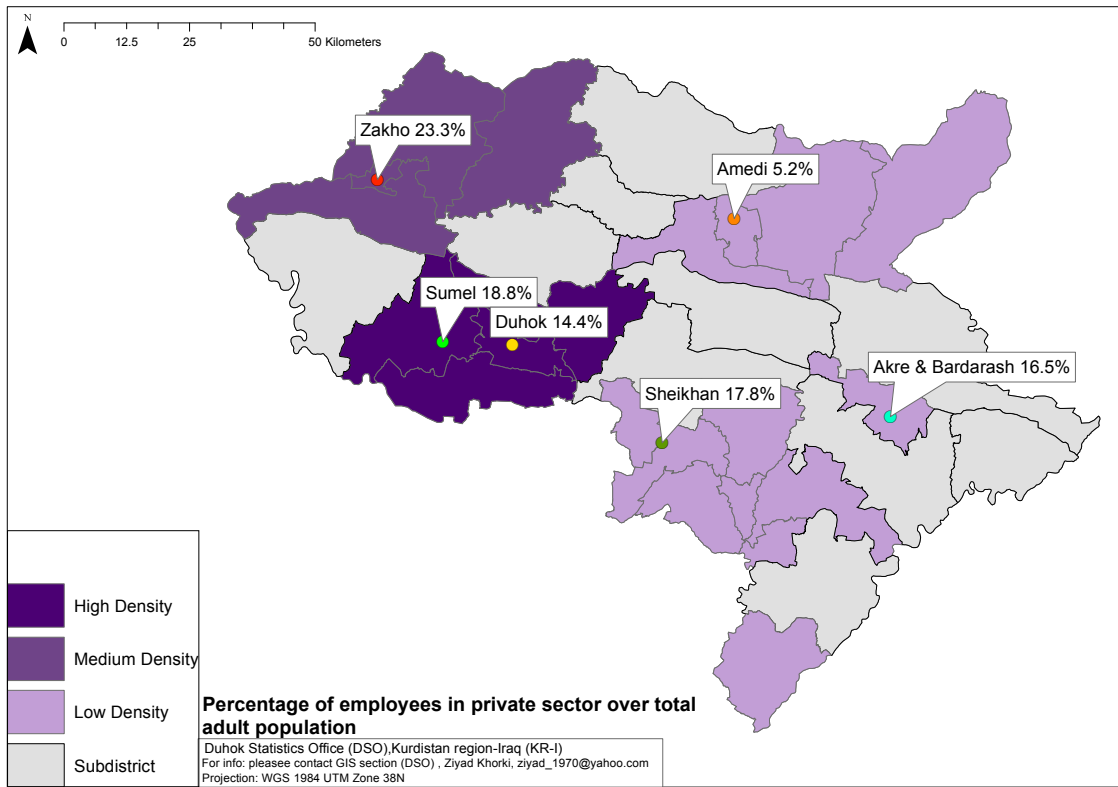 N
0 12.5 25 50 Kilometers
Zakho 23.3%
Amedi 5.2%
Sumel 18.8%
Duhok 14.4%
Akre & Bardarash 16.5%
Sheikhan 17.8%
High Density
Medium Density
Low Density
Subdistrict
Percentage of employees in private sector over total
adult population
Duhok Statistics Office (DSO),Kurdistan region-Iraq (KR-I)
For info: pleasee contact GIS section (DSO) , Ziyad Khorki, ziyad_1970@yahoo.com
Projection: WGS 1984 UTM Zone 38N